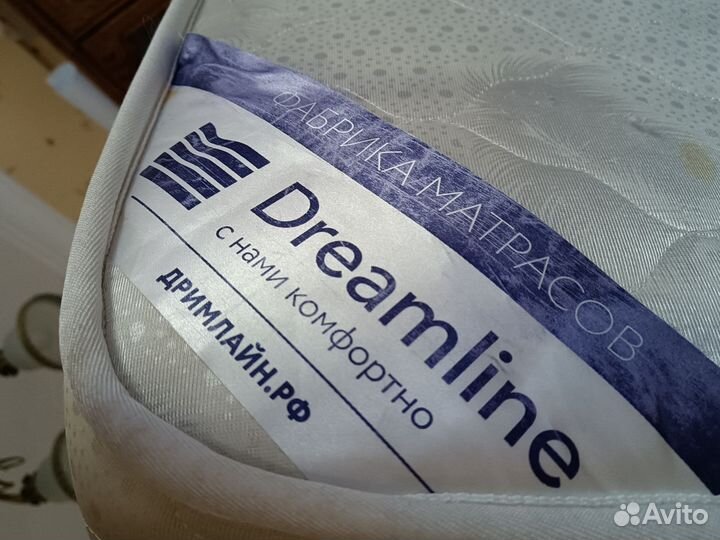 ФАБРИКА МАТРАСОВ
Dreamline
с нами комфортно
ДРИМЛАЙН.РФ
Avito